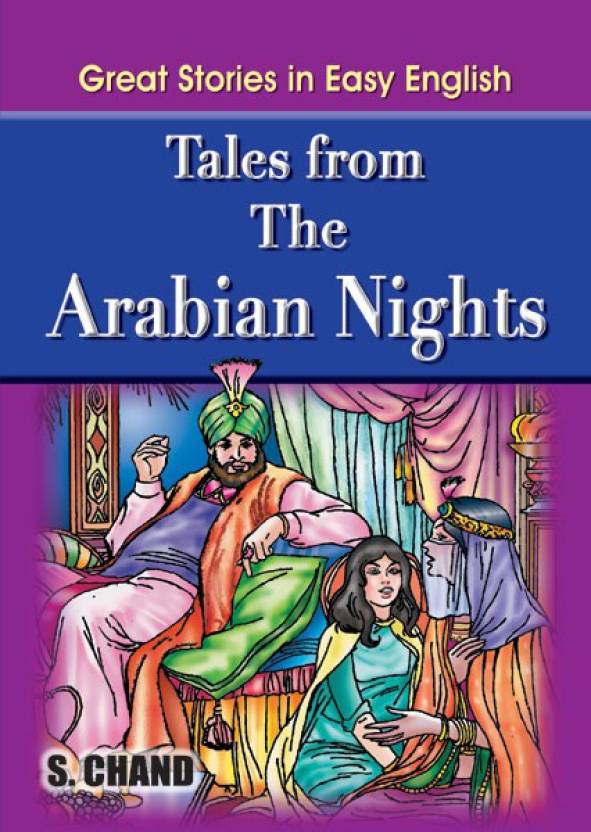 Great Stories in Easy English
Tales from
The
Arabian Nights
S. CHAND